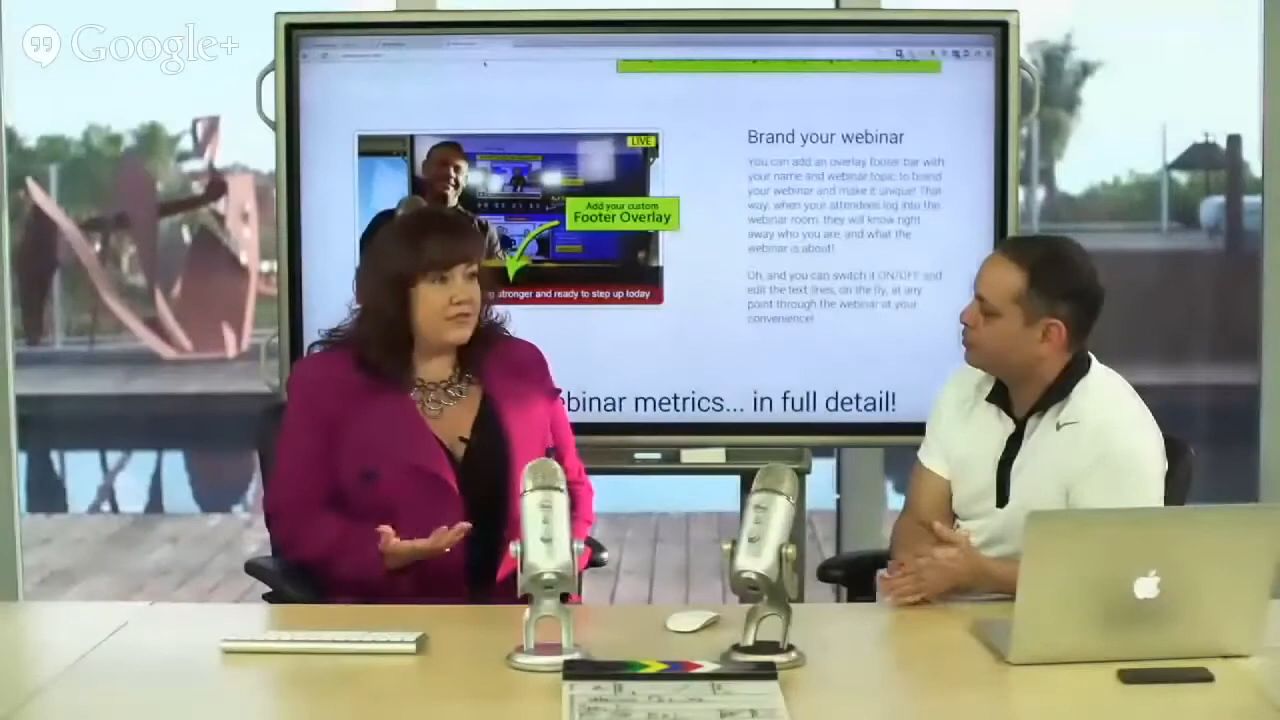 Google+
LIVE
Add your custom
Footer Overlay
stronger and ready to step up today
Brand your webinar
You can add an overlay footer bar with
your name and webinar topic to brand
your webinar and make it unique! That
way, when your attendees log into the
webinar room, they will know right
away who you are, and what the
webinar is about!
Oh, and you can switch it ON/OFF and
edit the text lines, on the fly, at any
point through the webinar at your
convenience!
binar metrics... in full detail!